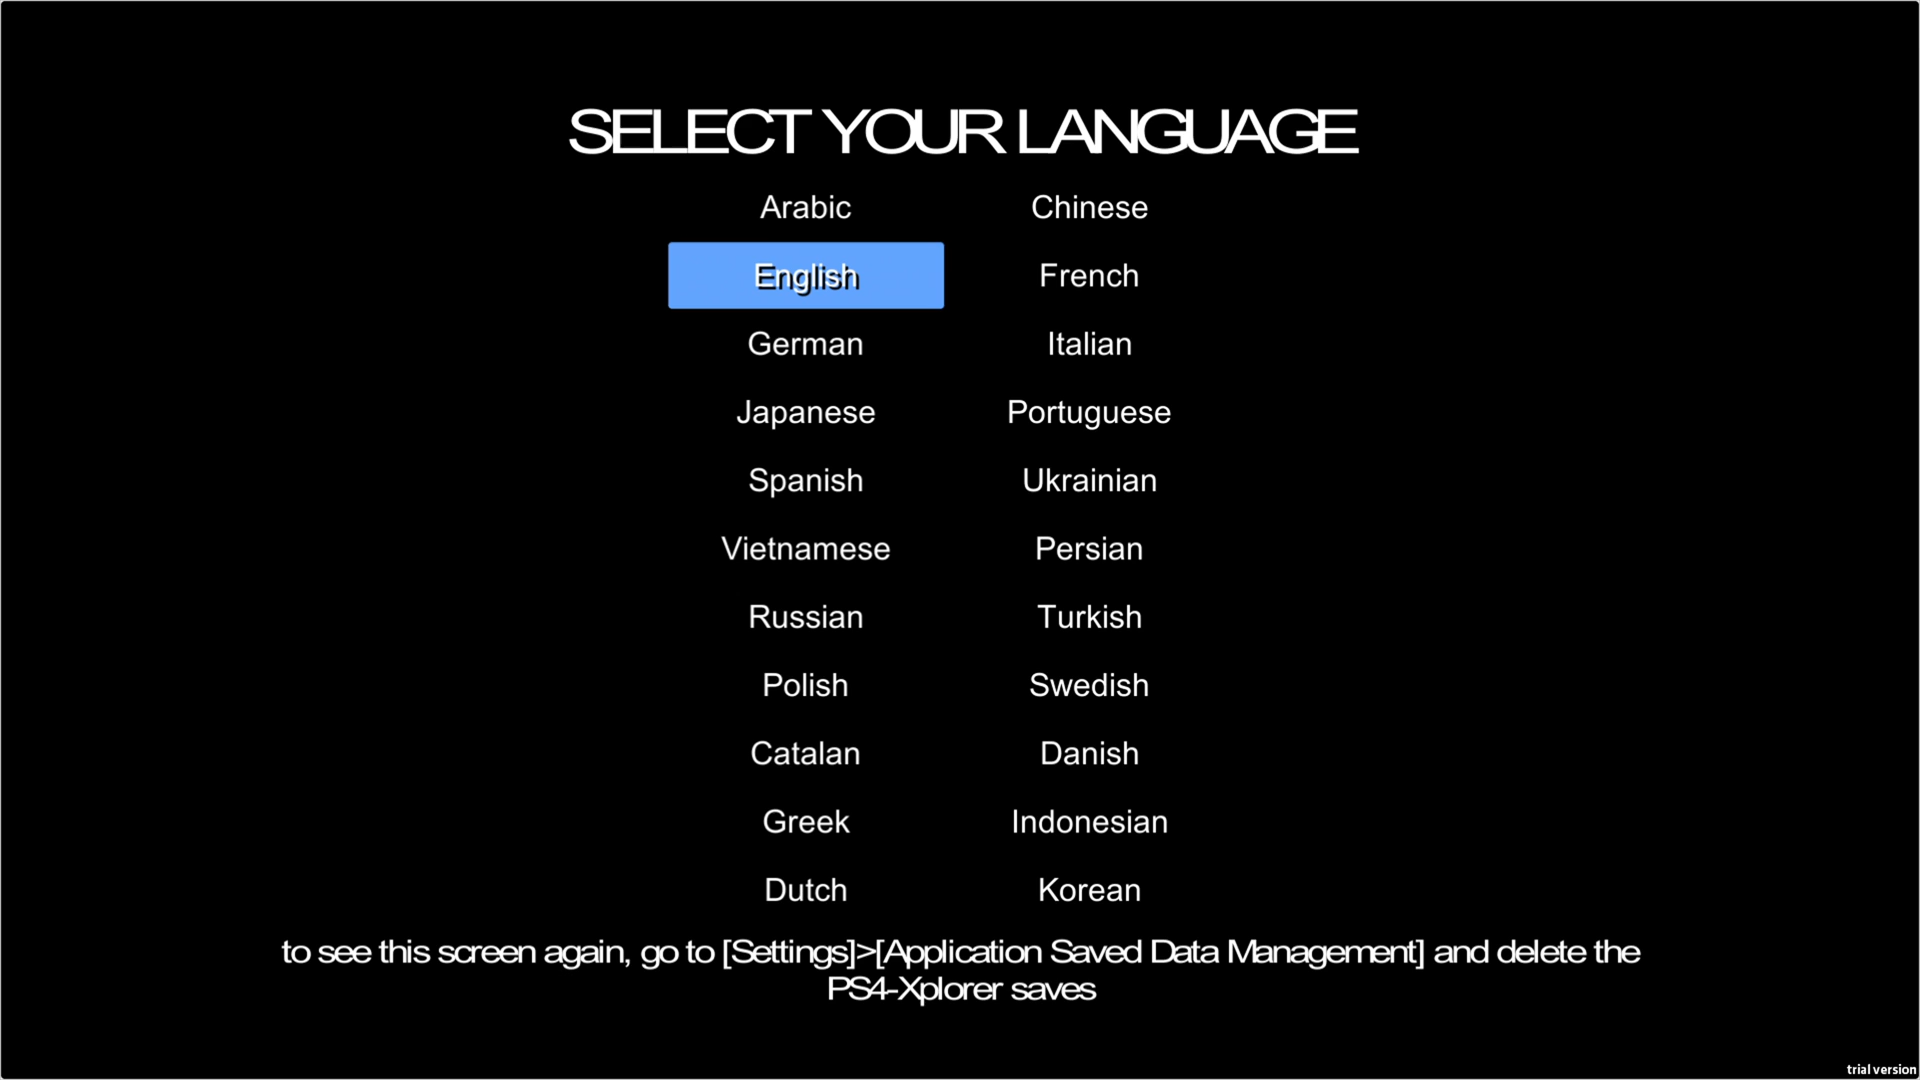 SELECT YOUR LANGUAGE
Arabic Chinese
English French
German Italian
Japanese Portuguese
Spanish Ukrainian
Vietnamese Persian
Russian Turkish
Polish Swedish
Catalan Danish
Greek Indonesian
Dutch Korean
to see this screen again, go to [Settings]>[Application Saved Data Management] and delete the
PS4-Xplorer saves
trial version